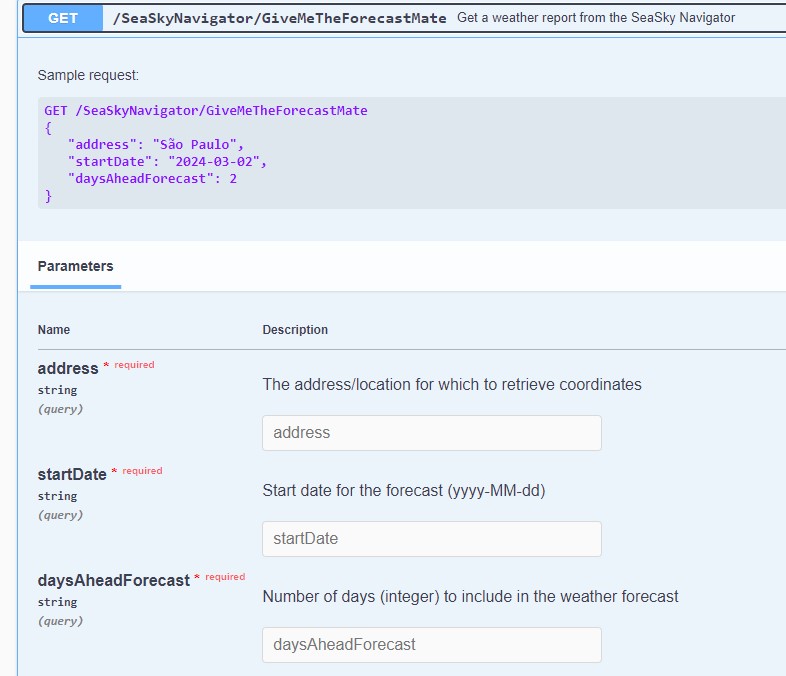 GET /SeaSkyNavigator/GiveMeTheForecastMate Get a weather report from the SeaSky Navigator
Sample request:
GET /SeaSkyNavigator/GiveMeTheForecastMate
{
"address": "São Paulo",
"startDate": "2024-03-02",
"daysAheadForecast": 2
}
Parameters
Name Description
address * required
string
(query)
The address/location for which to retrieve coordinates
address
startDate * required
string
(query)
Start date for the forecast (yyyy-MM-dd)
startDate
daysAheadForecast * required
string
(query)
Number of days (integer) to include in the weather forecast
daysAheadForecast